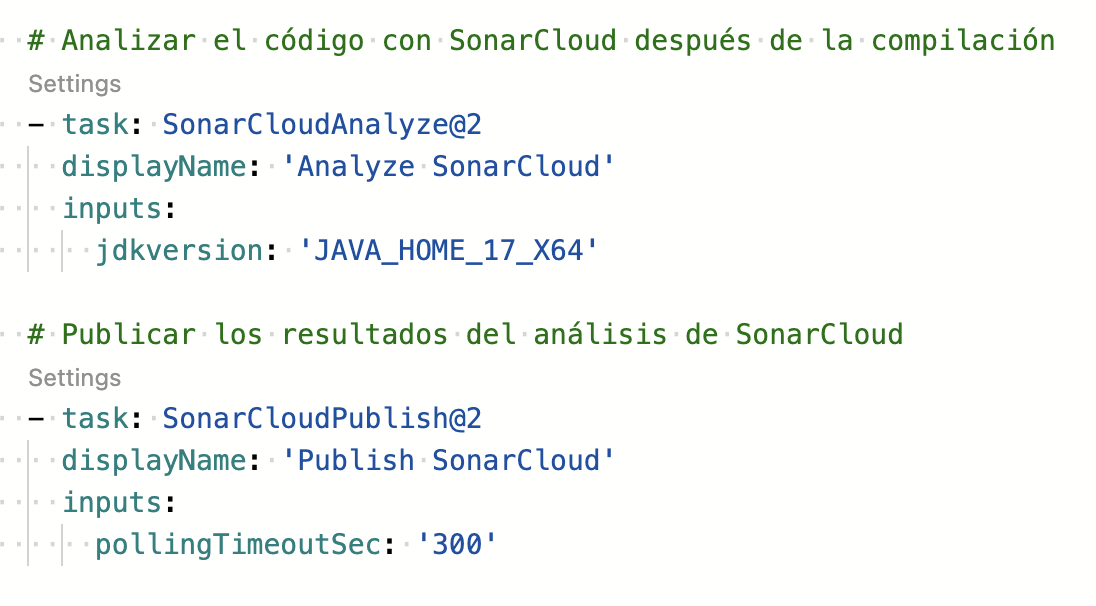 # Analizar el código con SonarCloud después de la compilación
Settings
- task: SonarCloudAnalyze@2
displayName: 'Analyze SonarCloud'
inputs:
jdkversion: 'JAVA_HOME_17_X64'
# Publicar los resultados del análisis de SonarCloud
Settings
- task: SonarCloudPublish@2
displayName: 'Publish SonarCloud'
inputs:
pollingTimeoutSec: '300'